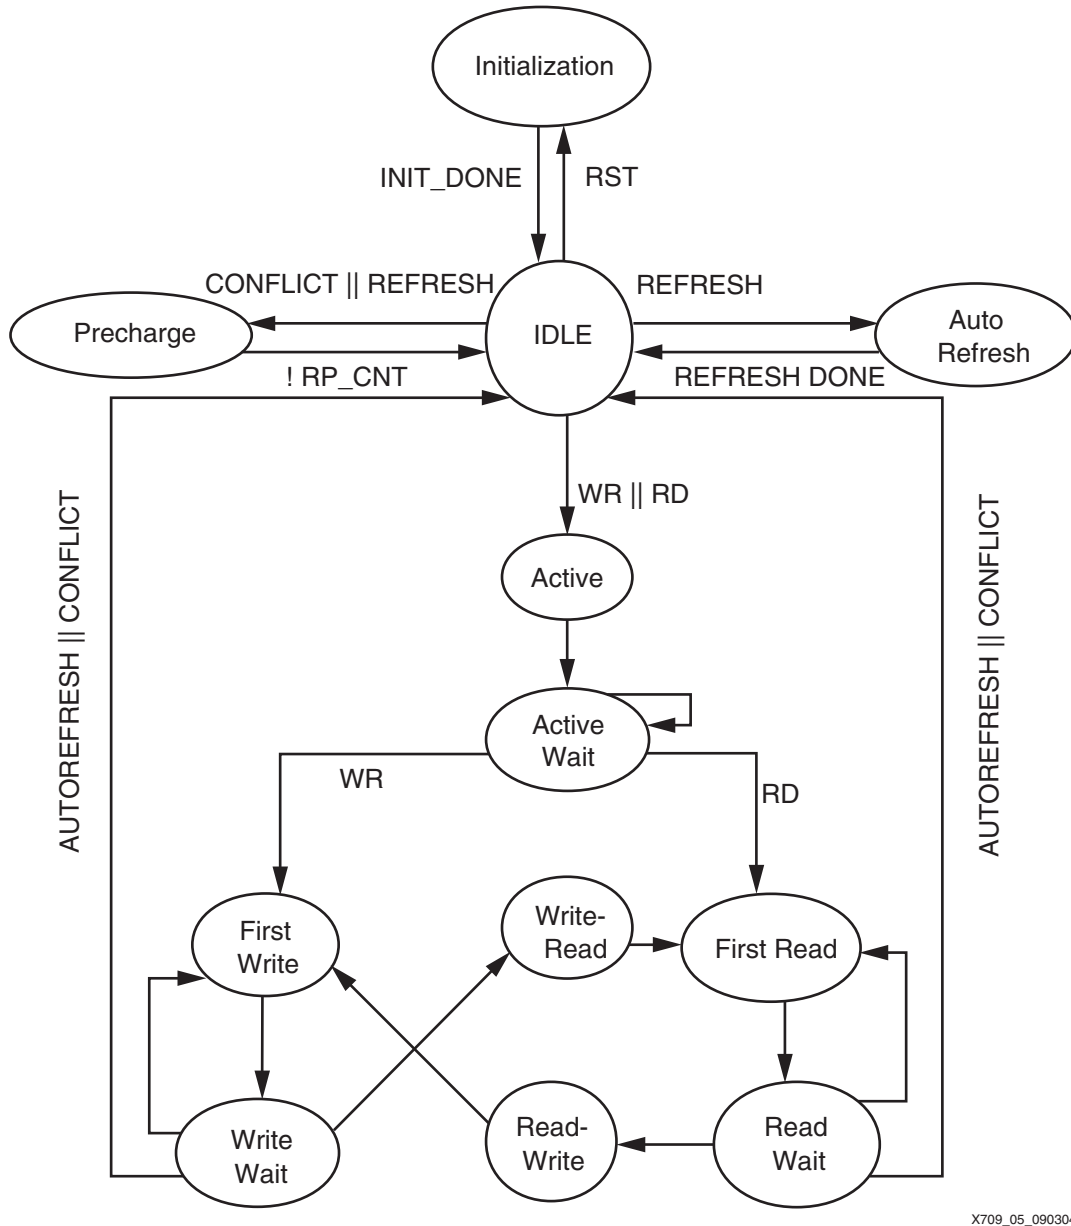 Initialization
INIT_DONE
RST
CONFLICT || REFRESH
REFRESH
Precharge
IDLE
Auto
Refresh
! RP_CNT
REFRESH DONE
WR || RD
AUTOREFRESH || CONFLICT
AUTOREFRESH || CONFLICT
Active
Active
Wait
WR
RD
First
Write
Write-
Read
First Read
Write
Wait
Read-
Write
Read
Wait